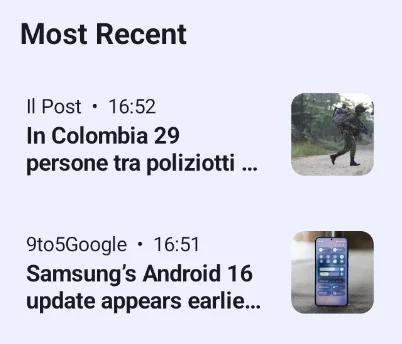 Most Recent
Il Post • 16:52
In Colombia 29
persone tra poliziotti ...
9to5Google • 16:51
Samsung’s Android 16
update appears earlie...